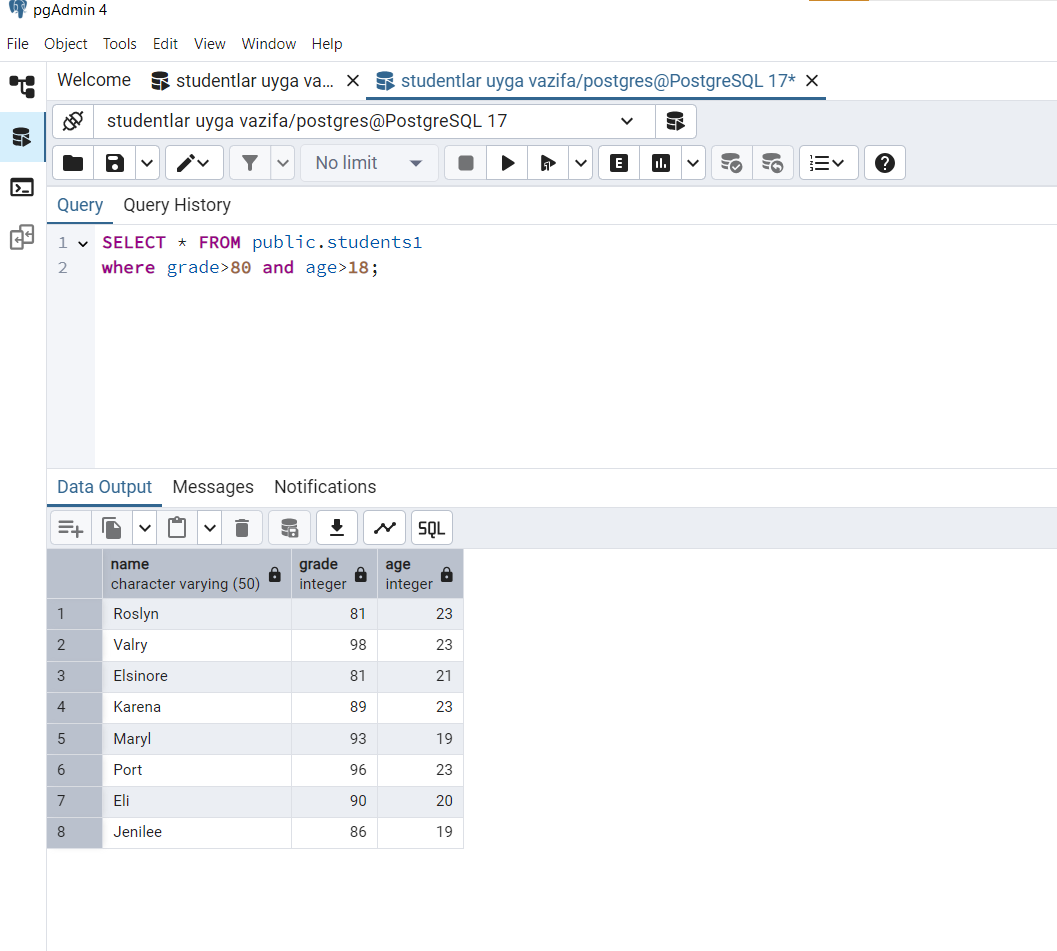 pgAdmin 4
File Object Tools Edit View Window Help
Welcome studentlar uyga va... studentlar uyga vazifa/postgres@PostgreSQL 17*
studentlar uyga vazifa/postgres@PostgreSQL 17
No limit E
Query Query History
1 SELECT * FROM public.students1
2 where grade>80 and age>18;
Data Output Messages Notifications
SQL
name grade age
character varying (50) integer integer
1 Roslyn 81 23
2 Valry 98 23
3 Elsinore 81 21
4 Karena 89 23
5 Maryl 93 19
6 Port 96 23
7 Eli 90 20
8 Jenilee 86 19